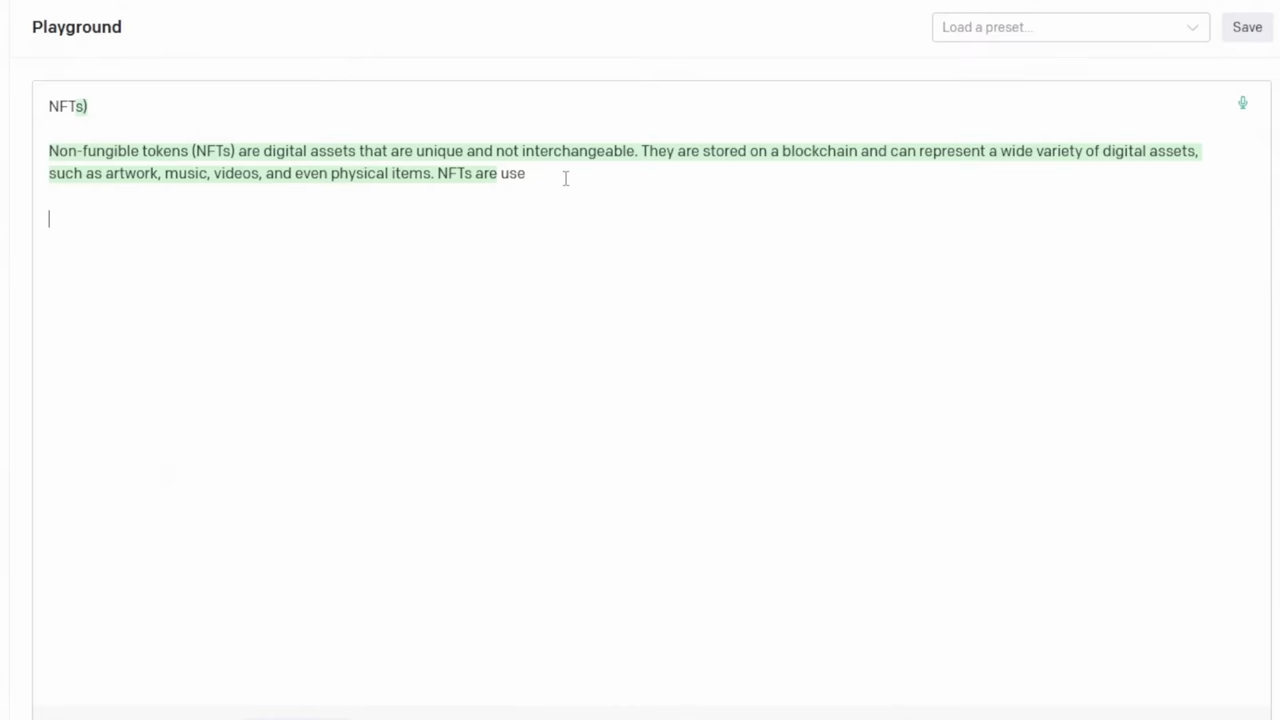 Playground
Load a preset...
Save
NFTs)
Non-fungible tokens (NFTs) are digital assets that are unique and not interchangeable. They are stored on a blockchain and can represent a wide variety of digital assets,
such as artwork, music, videos, and even physical items. NFTs are use